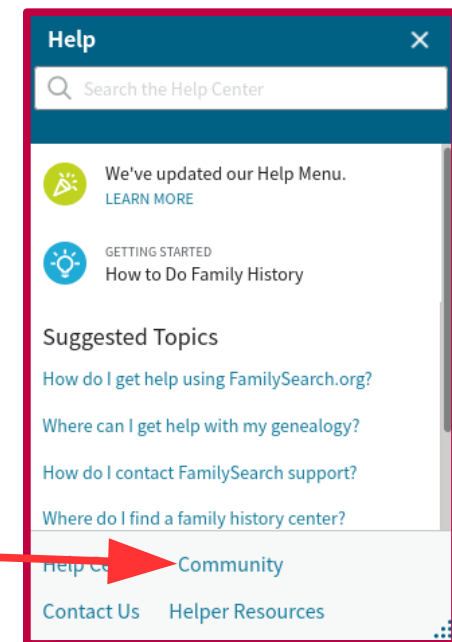 Help
Search the Help Center
We've updated our Help Menu.
LEARN MORE
GETTING STARTED
How to Do Family History
Suggested Topics
How do I get help using FamilySearch.org?
Where can I get help with my genealogy?
How do I contact FamilySearch support?
Where do I find a family history center?
Help Community
Contact Us Helper Resources